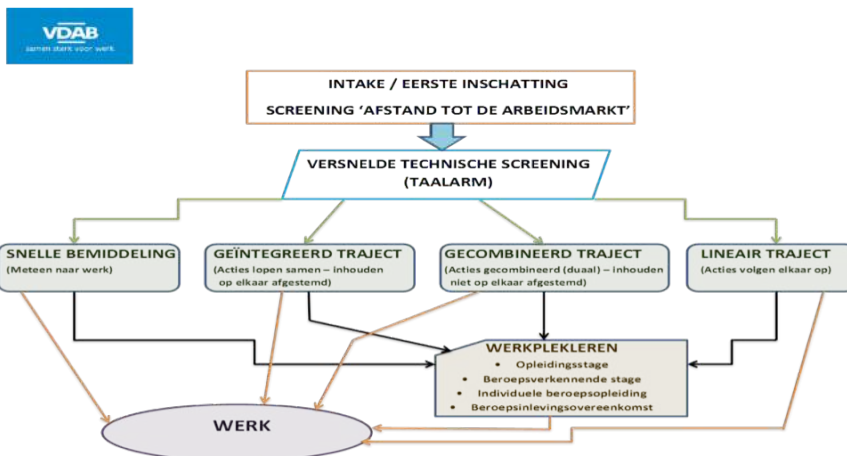 VDAB
samen sterk voor werk
INTAKE / EERSTE INSCHATTING
SCREENING ‘AFSTAND TOT DE ARBEIDSMARKT’
VERSNELDE TECHNISCHE SCREENING
(TAALARM)
SNELLE BEMIDDELING
(Meteen naar werk)
GEÏNTEGREERD TRAJECT
(Acties lopen samen – inhouden
op elkaar afgestemd)
GECOMBINEERD TRAJECT
(Acties gecombineerd (duaal) – inhouden
niet op elkaar afgestemd)
LINEAIR TRAJECT
(Acties volgen elkaar op)
WERKPLEKLEREN
• Opleidingsstage
• Beroepsverkennende stage
• Individuele beroepsopleiding
• Beroepsinlevingsovereenkomst
WERK